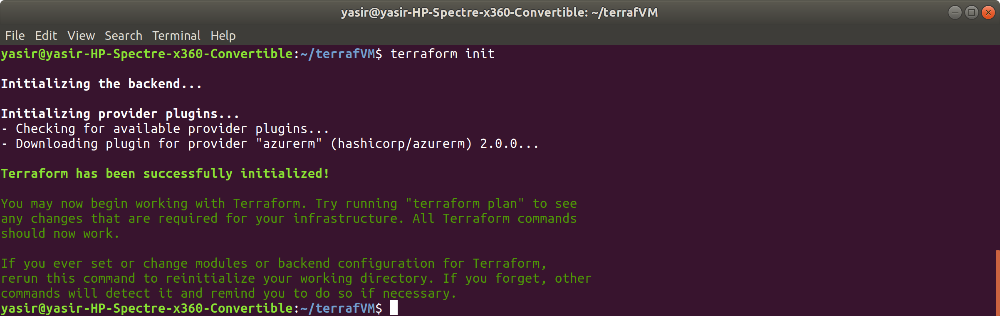 yasir@yasir-HP-Spectre-x360-Convertible: ~/terrafVM
File Edit View Search Terminal Help
yasir@yasir-HP-Spectre-x360-Convertible:~/terrafVM$ terraform init
Initializing the backend...
Initializing provider plugins...
- Checking for available provider plugins...
- Downloading plugin for provider "azurerm" (hashicorp/azurerm) 2.0.0...
Terraform has been successfully initialized!
You may now begin working with Terraform. Try running "terraform plan" to see
any changes that are required for your infrastructure. All Terraform commands
should now work.
If you ever set or change modules or backend configuration for Terraform,
rerun this command to reinitialize your working directory. If you forget, other
commands will detect it and remind you to do so if necessary.
yasir@yasir-HP-Spectre-x360-Convertible:~/terrafVM$